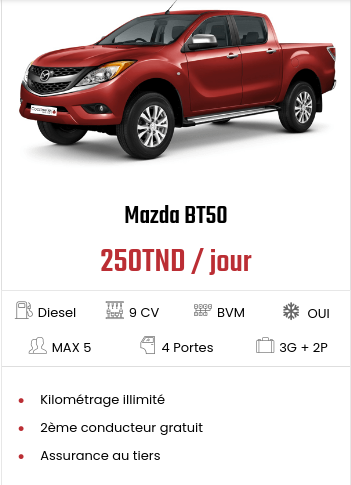 Mazda BT50
250TND / jour
Diesel 9 CV BVM OUI
MAX 5 4 Portes 3G + 2P
Kilométrage illimité
2ème conducteur gratuit
Assurance au tiers